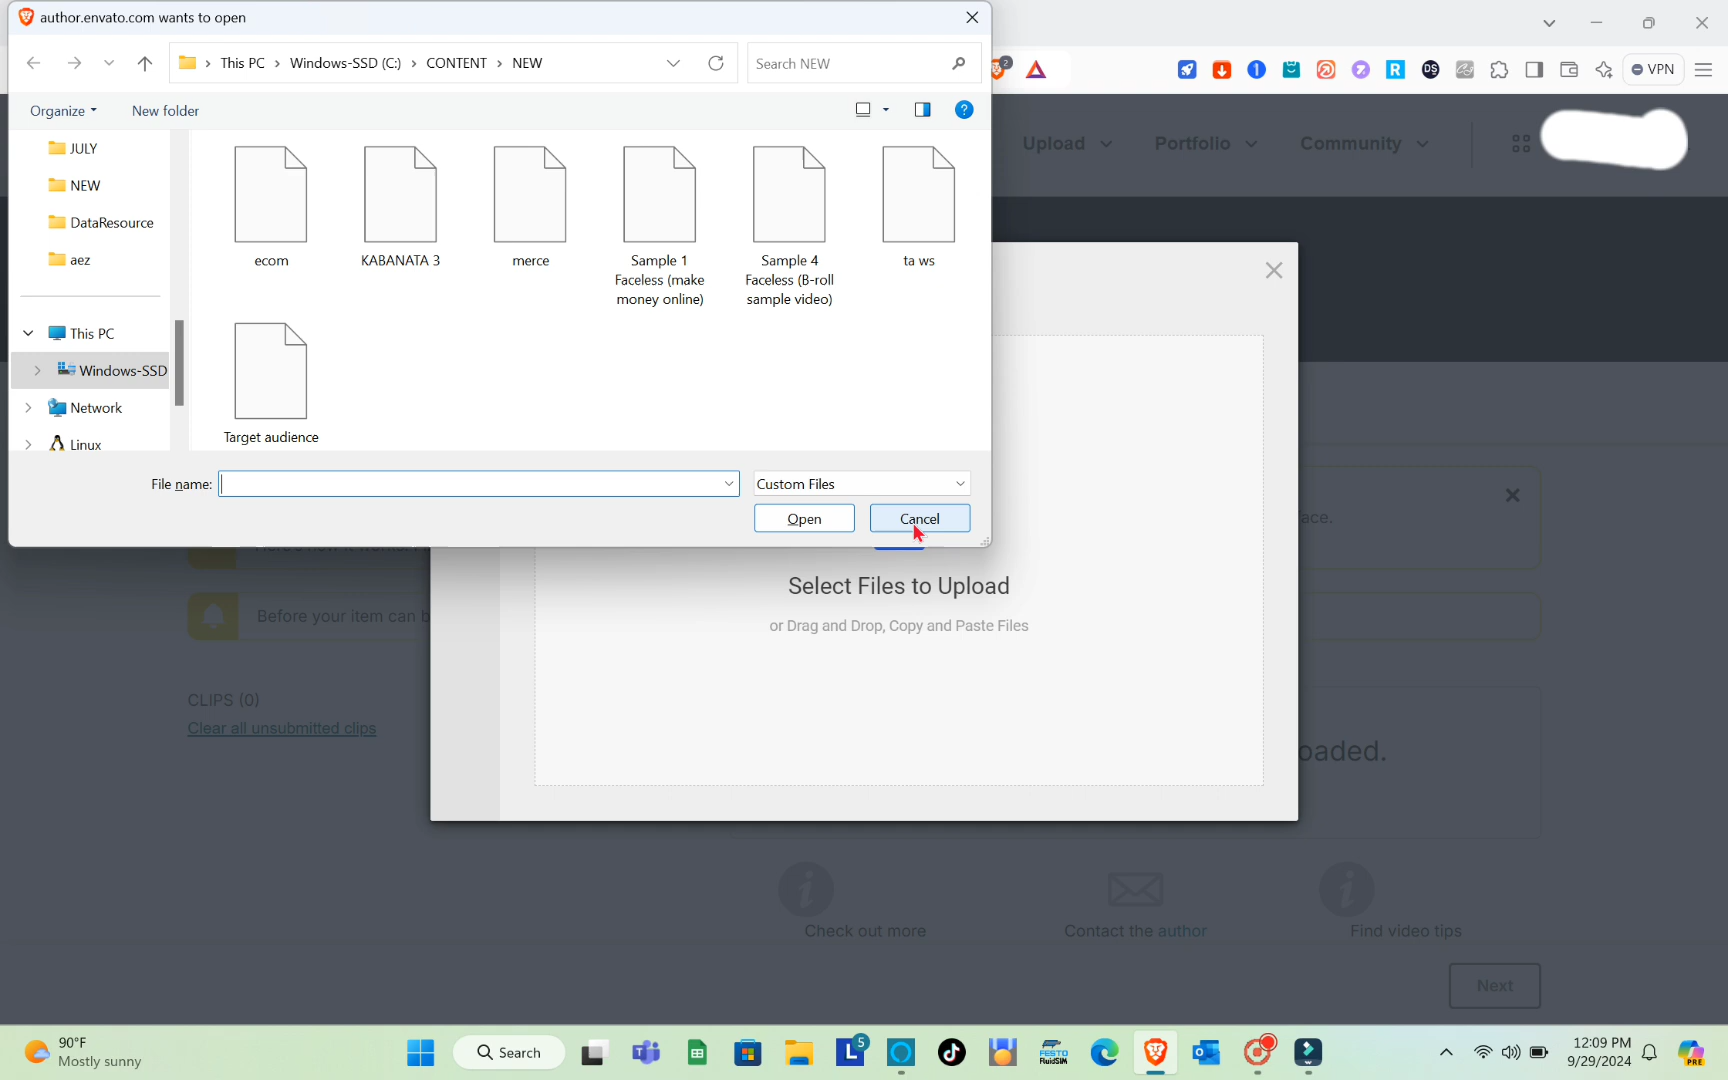 author.envato.com wants to open
This PC > Windows-SSD (C:) > CONTENT > NEW
Search NEW
Organize
New folder
JULY
NEW
DataResource
aez
This PC
Windows-SSD
Network
Linux
ecom
KABANATA 3
merce
Sample 1
Faceless (make
money online)
Sample 4
Faceless (B-roll
sample video)
ta ws
Target audience
File name:
Custom Files
Open
Cancel
2
VPN
Upload
Portfolio
Community
ace.
Before your item can b
Select Files to Upload
or Drag and Drop, Copy and Paste Files
CLIPS (0)
Clear all unsubmitted clips
oaded.
Check out more
Contact the author
Find video tips
Next
90°F
Mostly sunny
Search
5
FESTO
FluidSIM
12:09 PM
9/29/2024
PRE